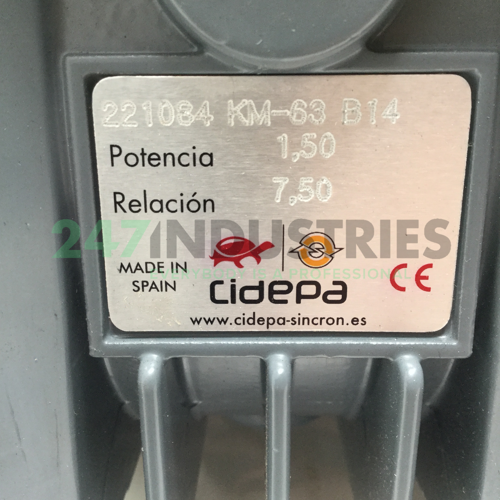 221084 KM-63 B14
Potencia 1,50
Relación 7,50
247INDUSTRIES
MADE IN SPAIN
cidepa
CE
www.cidepa-sincron.es